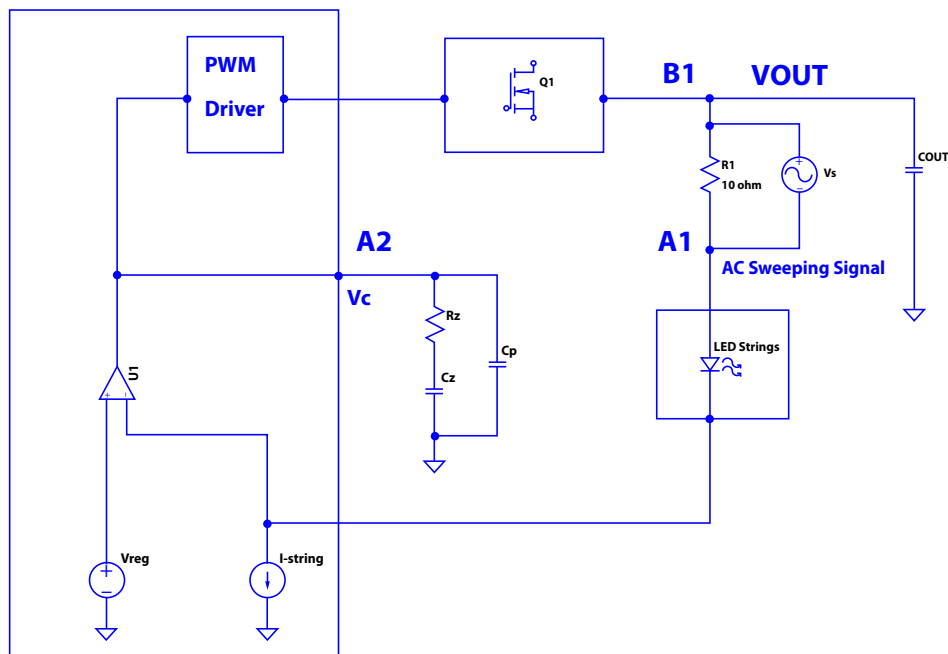 PWM
Driver
Q1
B1
VOUT
R1
10 ohm
Vs
COUT
A2
A1
AC Sweeping Signal
Vc
Rz
Cp
Cz
LED Strings
U1
+
−
Vreg
+
−
I-string
+
−